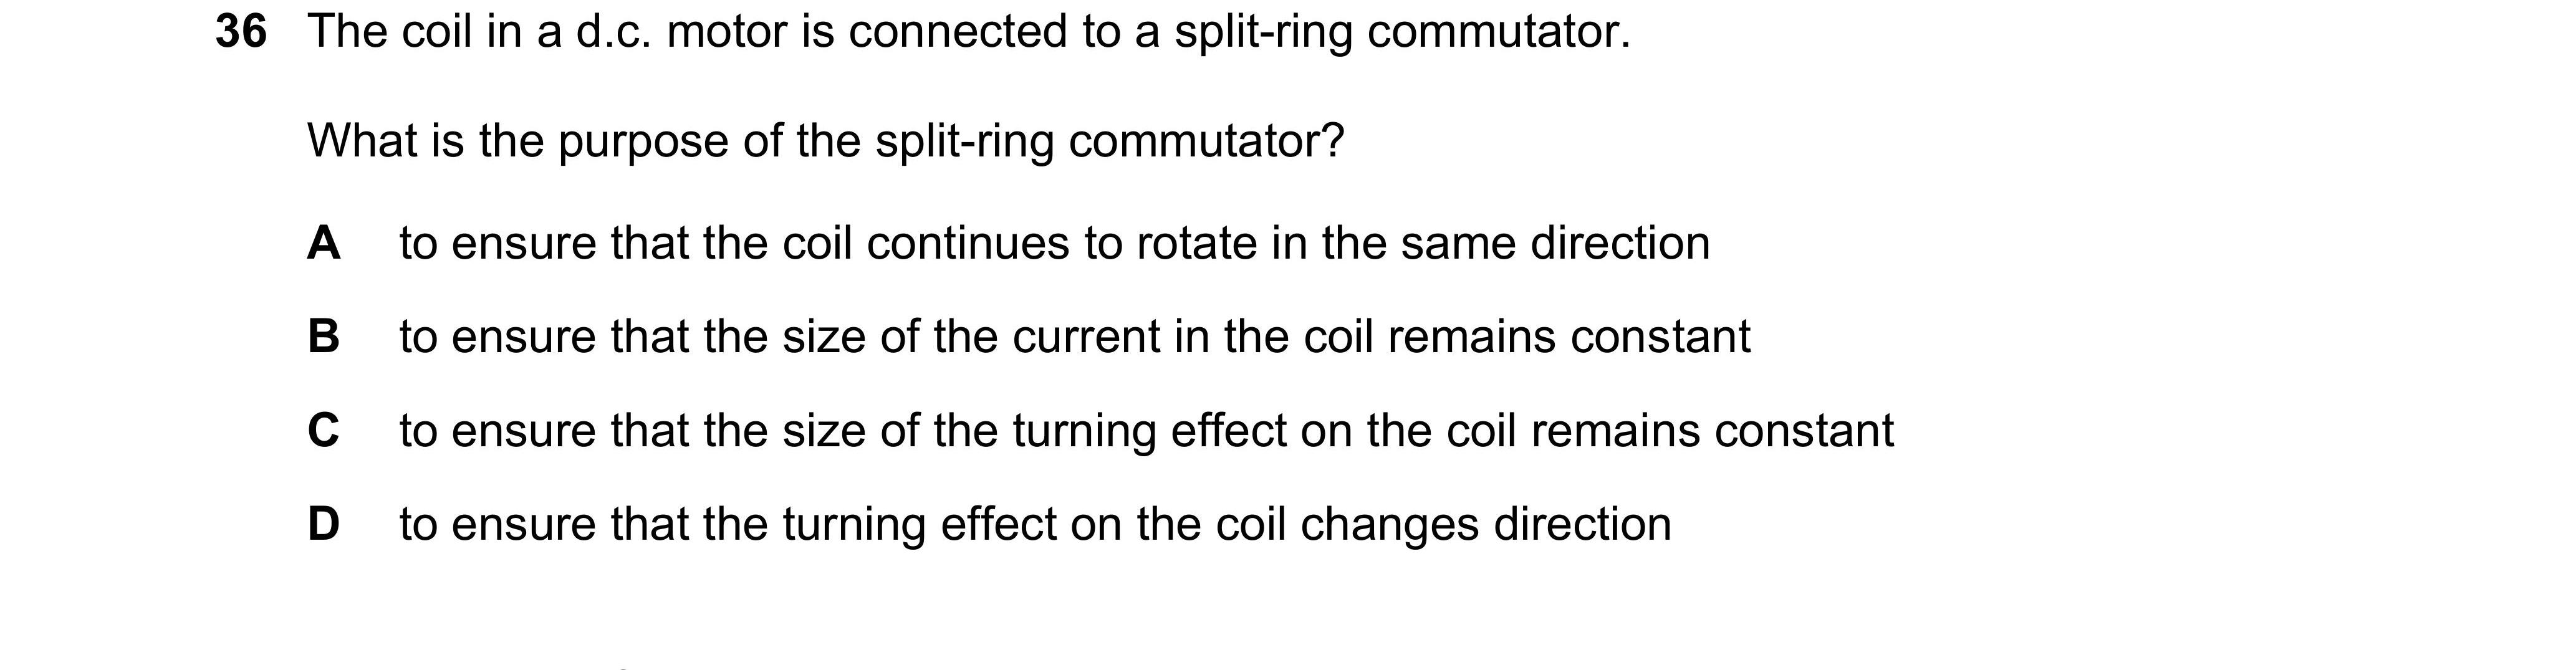 36 The coil in a d.c. motor is connected to a split-ring commutator.
What is the purpose of the split-ring commutator?
A to ensure that the coil continues to rotate in the same direction
B to ensure that the size of the current in the coil remains constant
C to ensure that the size of the turning effect on the coil remains constant
D to ensure that the turning effect on the coil changes direction